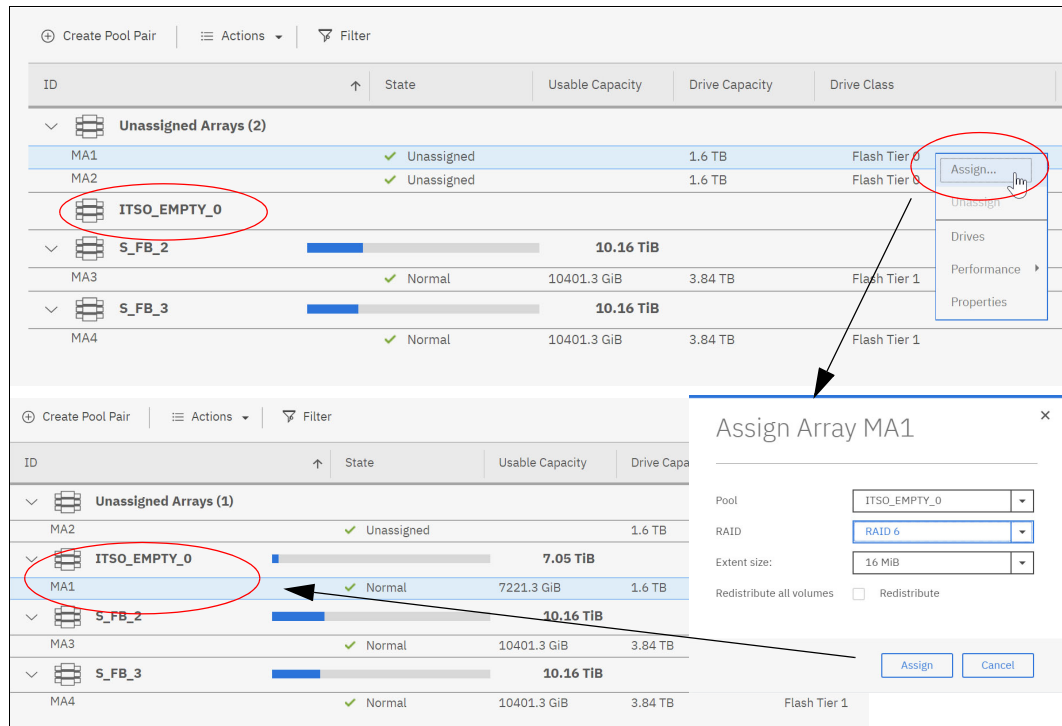 Create Pool Pair Actions Filter
ID State Usable Capacity Drive Capacity Drive Class
Unassigned Arrays (2)
MA1 Unassigned 1.6 TB Flash Tier 0
Assign...
MA2 Unassigned 1.6 TB Flash Tier 0
Unassign
ITSO_EMPTY_0
Drives
S_FB_2 10.16 TiB
Performance
MA3 Normal 10401.3 GiB 3.84 TB Flash Tier 1
Properties
S_FB_3 10.16 TiB
MA4 Normal 10401.3 GiB 3.84 TB Flash Tier 1
Create Pool Pair Actions Filter
ID State Usable Capacity Drive Capa
Unassigned Arrays (1)
MA2 Unassigned 1.6 TB
ITSO_EMPTY_0 7.05 TiB
MA1 Normal 7221.3 GiB 1.6 TB
S_FB_2 10.16 TiB
MA3 Normal 10401.3 GiB 3.84 TB
S_FB_3 10.16 TiB
MA4 Normal 10401.3 GiB 3.84 TB Flash Tier 1
Assign Array MA1
Pool ITSO_EMPTY_0
RAID RAID 6
Extent size: 16 MiB
Redistribute all volumes Redistribute
Assign Cancel